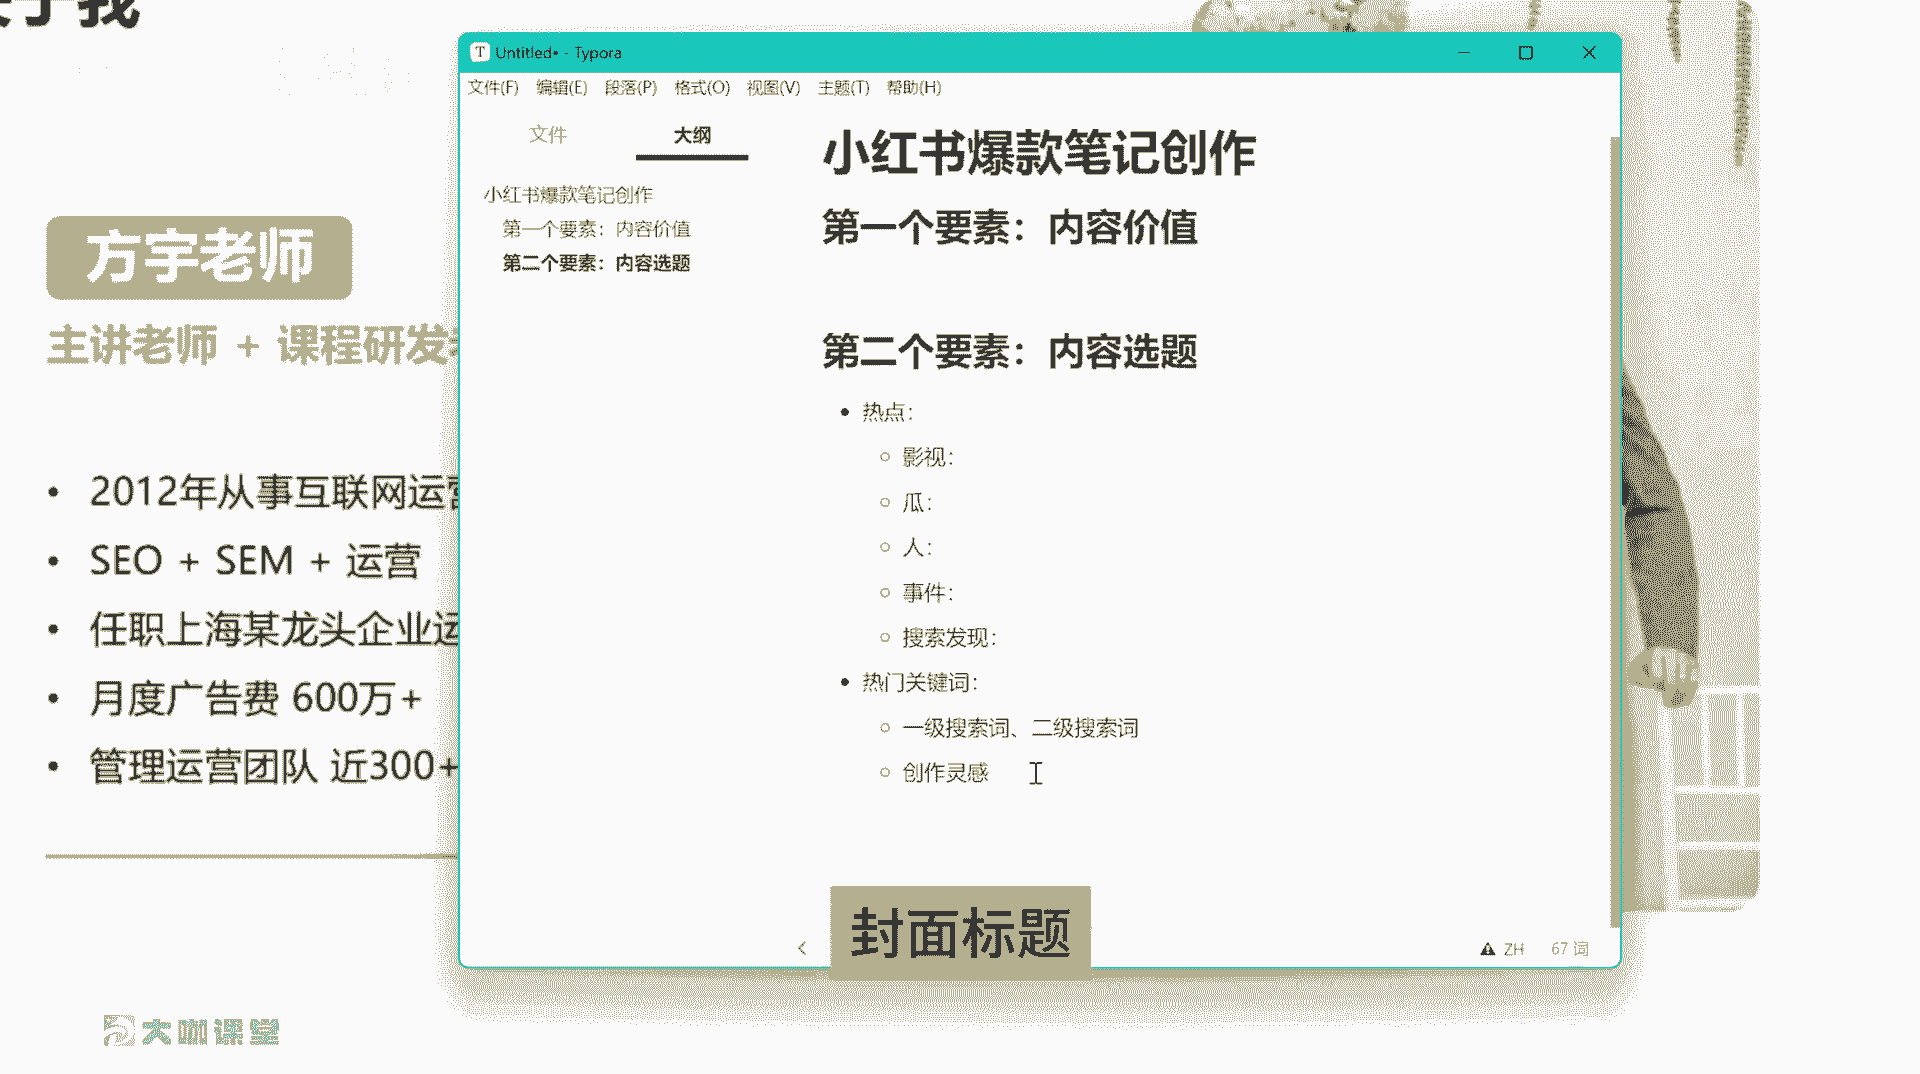 Untitled• - Typora
文件(F) 编辑(E) 段落(P) 格式(O) 视图(V) 主题(T) 帮助(H)
文件 大纲
小红书爆款笔记创作
第一个要素：内容价值
第二个要素：内容选题
小红书爆款笔记创作
第一个要素：内容价值
第二个要素：内容选题
热点：
影视：
瓜：
人：
事件：
搜索发现：
热门关键词：
一级搜索词、二级搜索词
创作灵感
ZH 67 词
封面标题
方宇老师
主讲老师 + 课程研发
2012年从事互联网运营
SEO + SEM + 运营
任职上海某龙头企业运
月度广告费 600万+
管理运营团队 近300+
大咖课堂